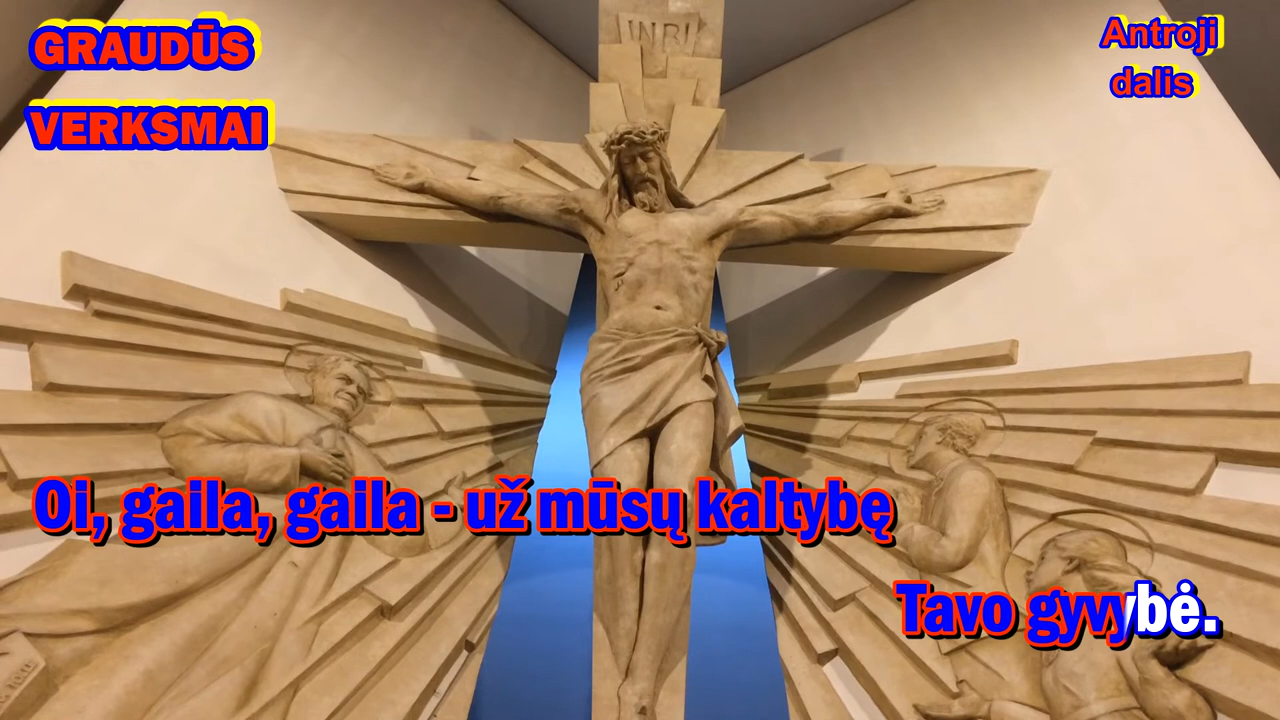 GRAUDŪS
VERKSMAI
Antroji
dalis
INRI
Oi, gaila, gaila - už mūsų kaltybę
Tavo gyvybė.